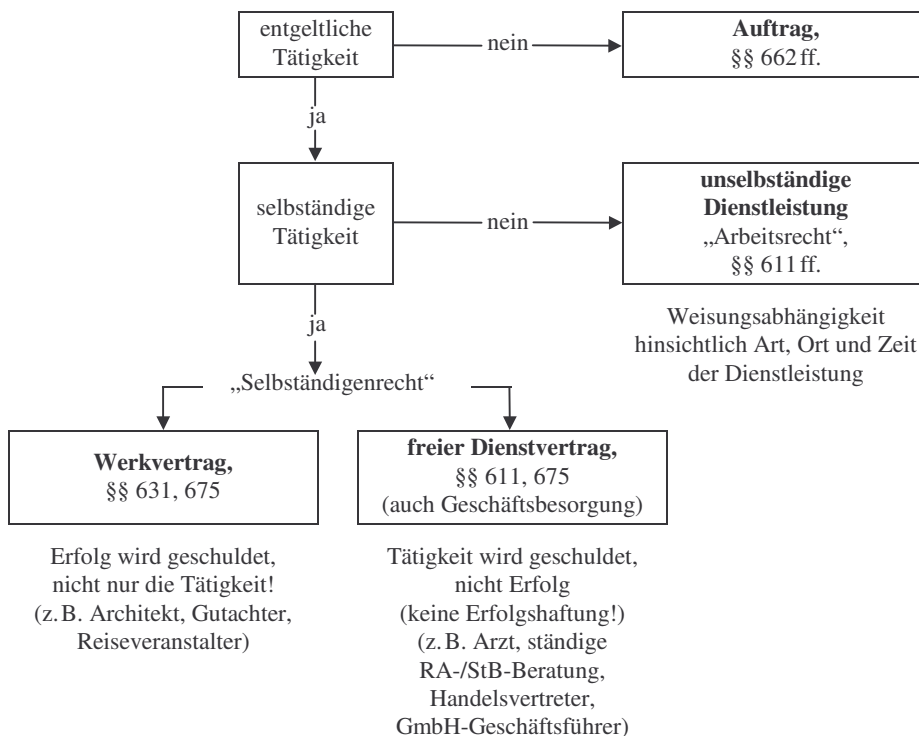 entgeltliche
Tätigkeit
nein
Auftrag,
§§ 662 ff.
ja
selbständige
Tätigkeit
nein
unselbständige
Dienstleistung
„Arbeitsrecht“,
§§ 611 ff.
Weisungsabhängigkeit
hinsichtlich Art, Ort und Zeit
der Dienstleistung
ja
„Selbständigenrecht“
Werkvertrag,
§§ 631, 675
Erfolg wird geschuldet,
nicht nur die Tätigkeit!
(z. B. Architekt, Gutachter,
Reiseveranstalter)
freier Dienstvertrag,
§§ 611, 675
(auch Geschäftsbesorgung)
Tätigkeit wird geschuldet,
nicht Erfolg
(keine Erfolgshaftung!)
(z. B. Arzt, ständige
RA-/StB-Beratung,
Handelsvertreter,
GmbH-Geschäftsführer)